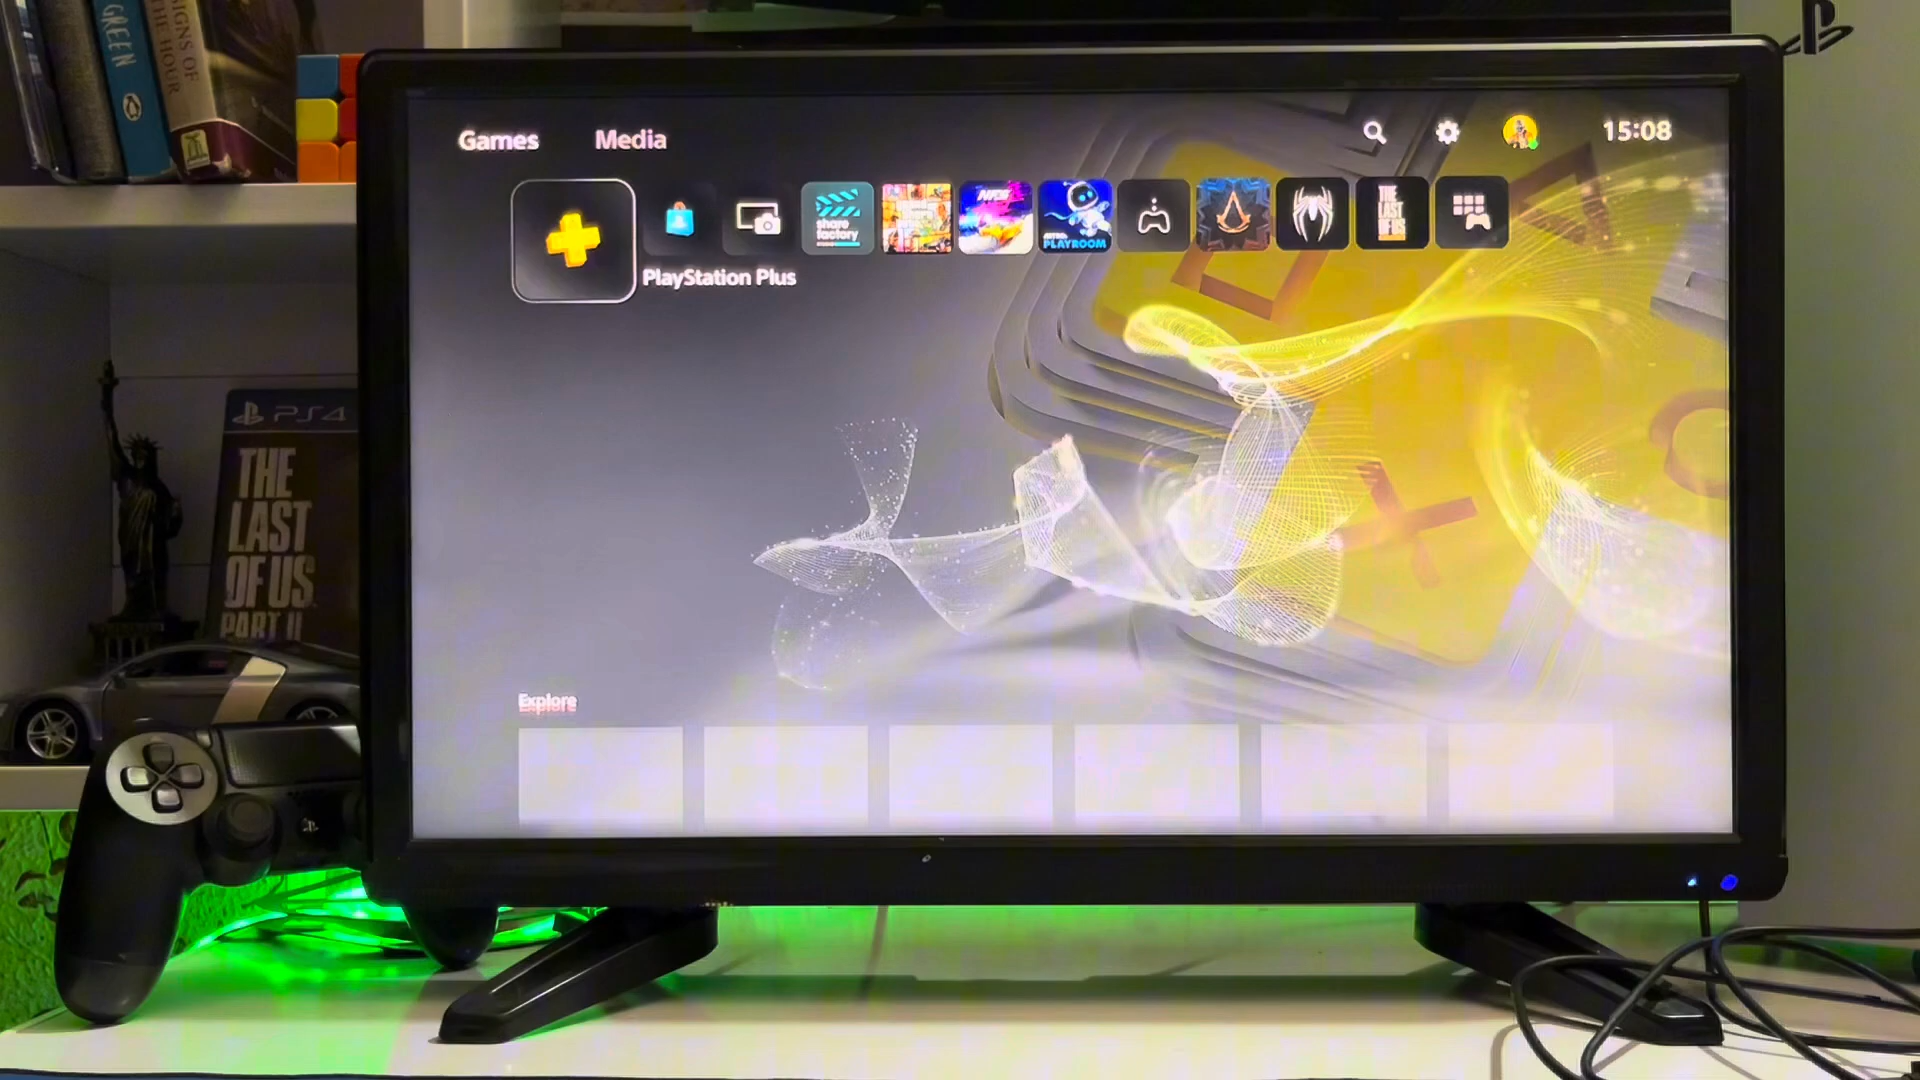 GREEN
SIGNS OF
THE HOUR
Games
Media
15:08
share
factory
NFS
ASTRO's
PLAYROOM
THE
LAST
OF US
PlayStation Plus
PS4
THE
LAST
OF US
PART II
Explore